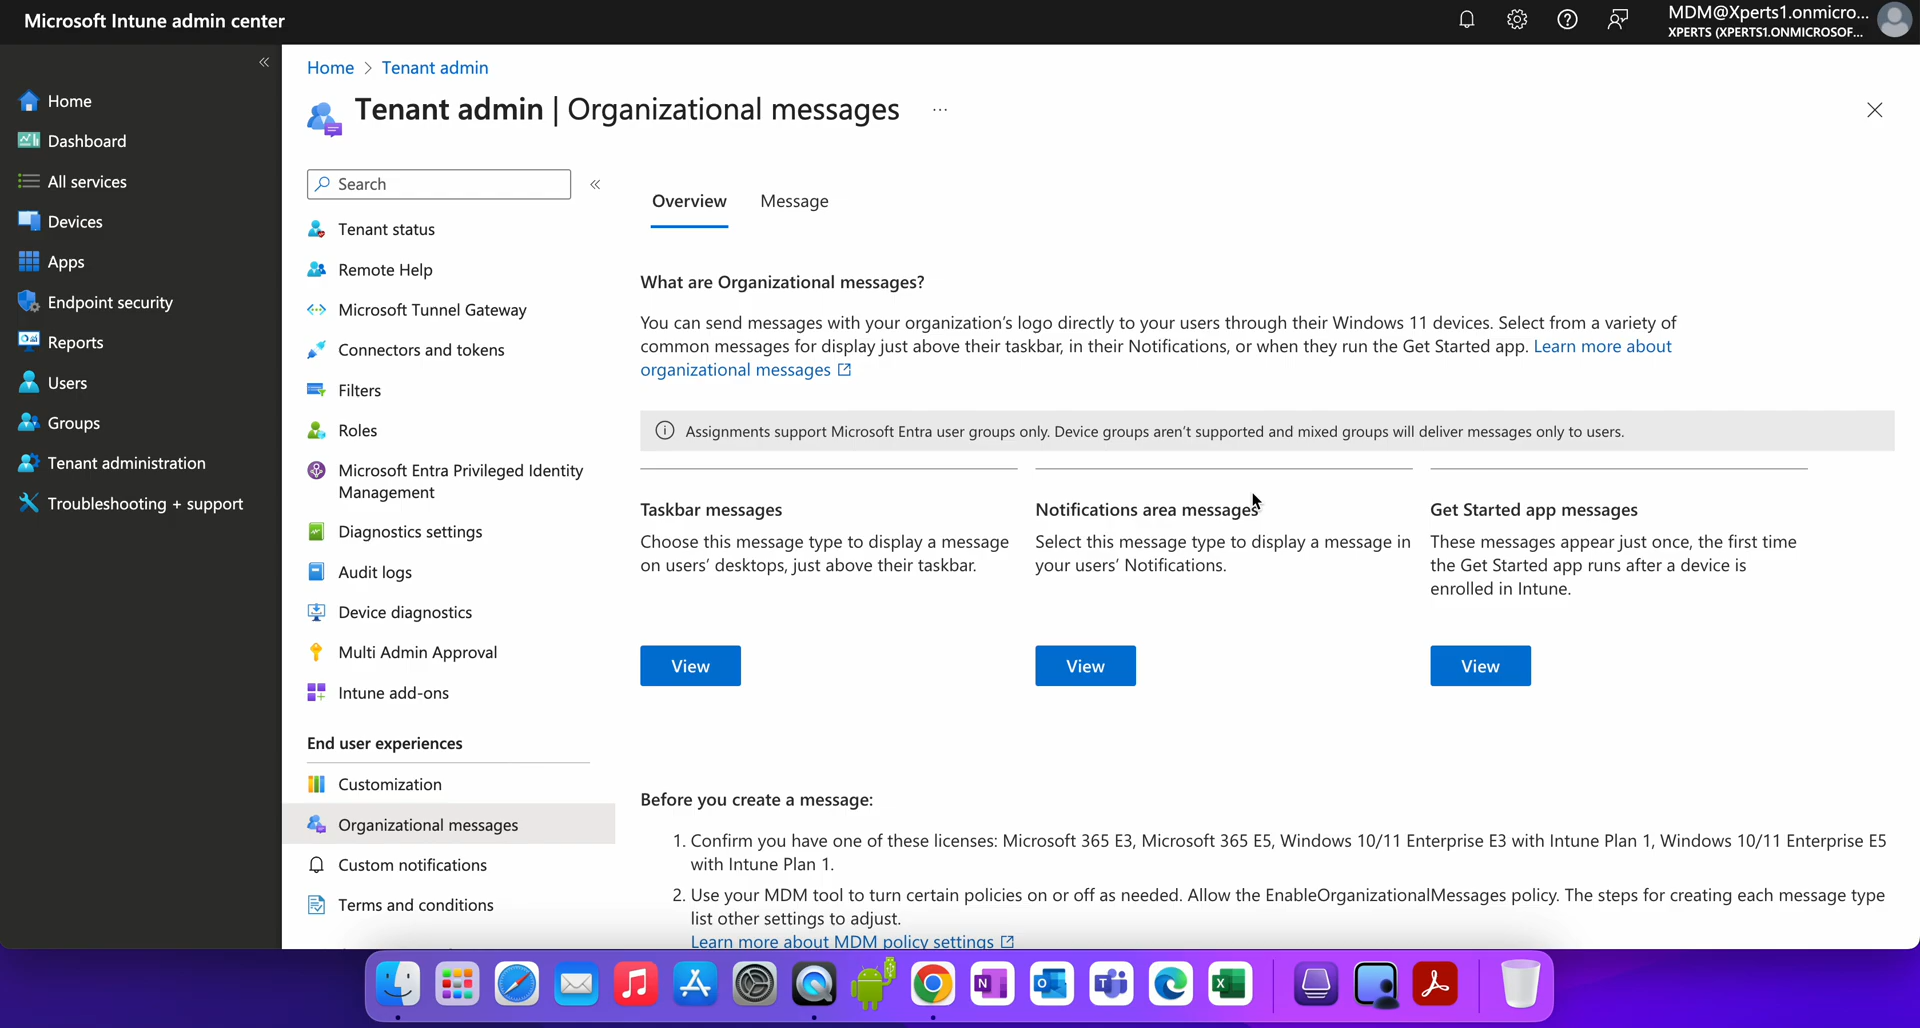 Microsoft Intune admin center
MDM@Xperts1.onmicro...
XPERTS (XPERTS1.ONMICROSOF...
Home
Dashboard
All services
Devices
Apps
Endpoint security
Reports
Users
Groups
Tenant administration
Troubleshooting + support
Home > Tenant admin
Tenant admin | Organizational messages ...
Search
Tenant status
Remote Help
Microsoft Tunnel Gateway
Connectors and tokens
Filters
Roles
Microsoft Entra Privileged Identity
Management
Diagnostics settings
Audit logs
Device diagnostics
Multi Admin Approval
Intune add-ons
End user experiences
Customization
Organizational messages
Custom notifications
Terms and conditions
Overview Message
What are Organizational messages?
You can send messages with your organization's logo directly to your users through their Windows 11 devices. Select from a variety of
common messages for display just above their taskbar, in their Notifications, or when they run the Get Started app. Learn more about
organizational messages
Assignments support Microsoft Entra user groups only. Device groups aren't supported and mixed groups will deliver messages only to users.
Taskbar messages
Choose this message type to display a message
on users' desktops, just above their taskbar.
View
Notifications area messages
Select this message type to display a message in
your users' Notifications.
View
Get Started app messages
These messages appear just once, the first time
the Get Started app runs after a device is
enrolled in Intune.
View
Before you create a message:
1. Confirm you have one of these licenses: Microsoft 365 E3, Microsoft 365 E5, Windows 10/11 Enterprise E3 with Intune Plan 1, Windows 10/11 Enterprise E5
with Intune Plan 1.
2. Use your MDM tool to turn certain policies on or off as needed. Allow the EnableOrganizationalMessages policy. The steps for creating each message type
list other settings to adjust.
Learn more about MDM policy settings